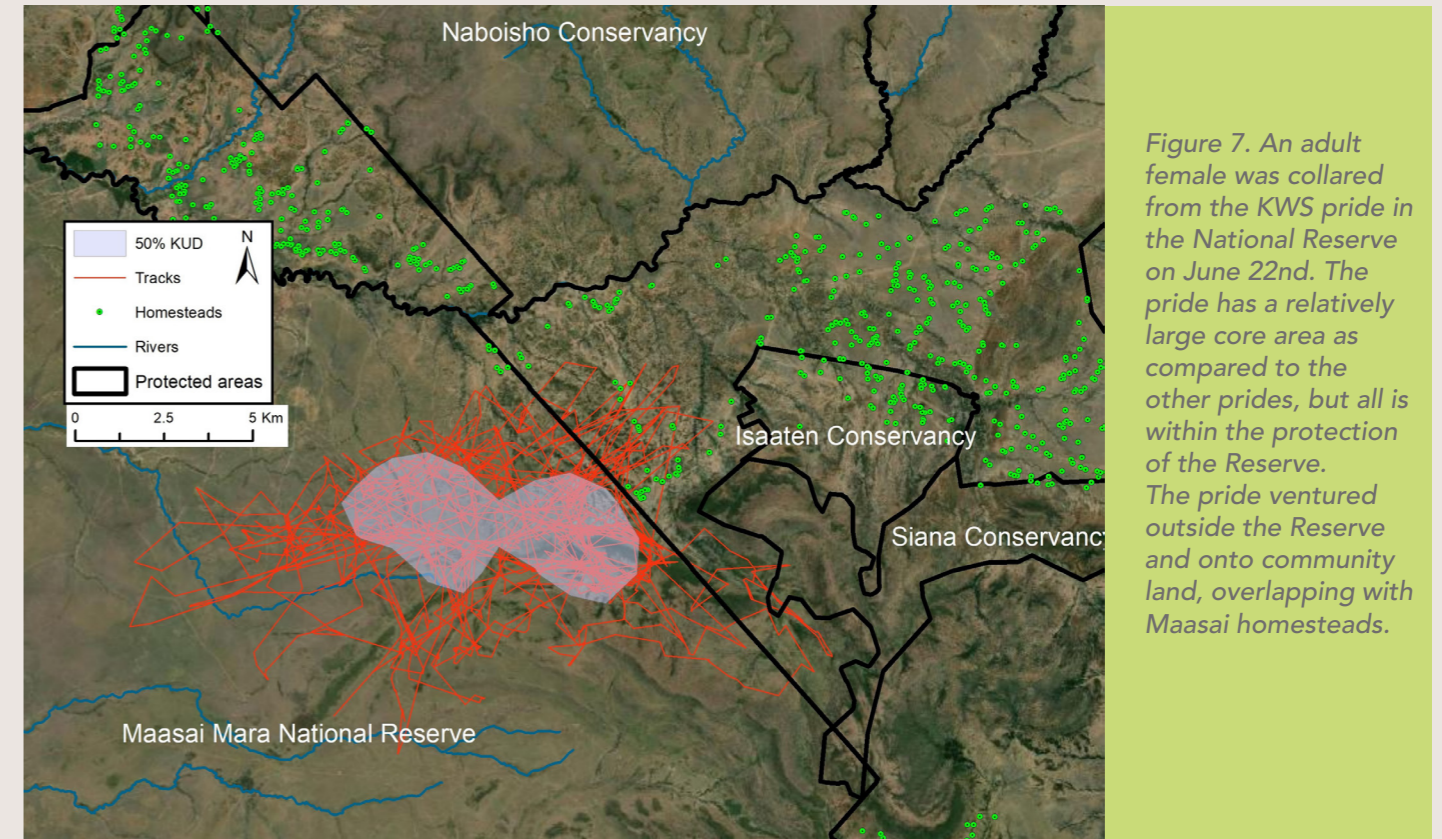 Naboisho Conservancy
50% KUD
N
Tracks
Homesteads
Rivers
Protected areas
0 2.5 5 Km
Isaaten Conservancy
Siana Conservancy
Maasai Mara National Reserve
Figure 7. An adult
female was collared
from the KWS pride in
the National Reserve
on June 22nd. The
pride has a relatively
large core area as
compared to the
other prides, but all is
within the protection
of the Reserve.
The pride ventured
outside the Reserve
and onto community
land, overlapping with
Maasai homesteads.